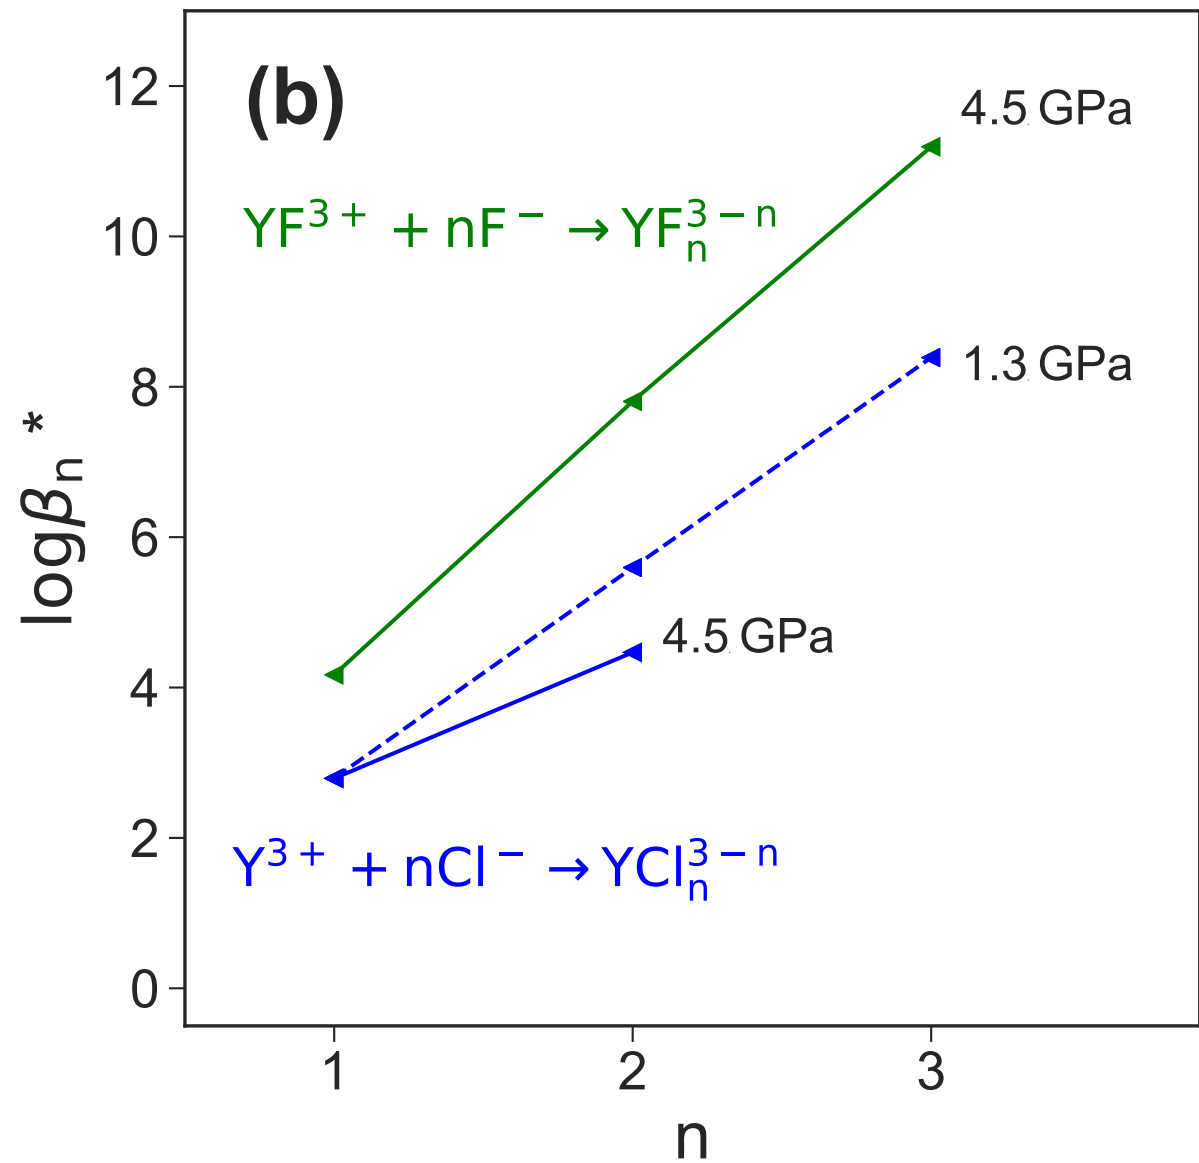 (b)
12
10
8
6
4
2
0
logβₙ *
4.5 GPa
YF³⁺ + nF⁻ → YFₙ³⁻ⁿ
1.3 GPa
4.5 GPa
Y³⁺ + nCl⁻ → YClₙ³⁻ⁿ
1 2 3
n